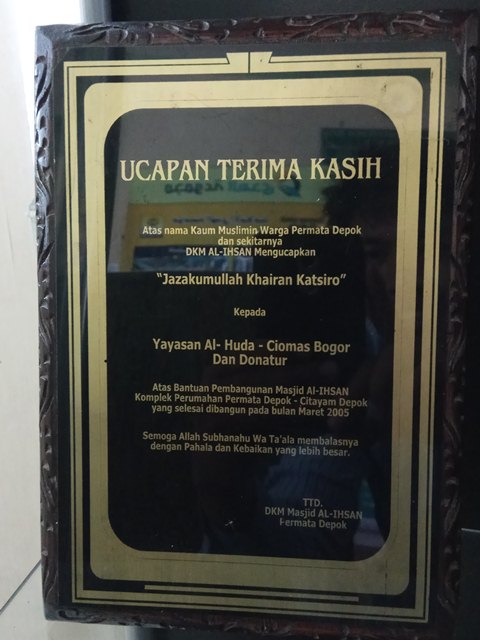 UCAPAN TERIMA KASIH
Atas nama Kaum Muslimin Warga Permata Depok
dan sekitarnya
DKM AL-IHSAN Mengucapkan
"Jazakumullah Khairan Katsiro"
Kepada
Yayasan Al- Huda - Ciomas Bogor
Dan Donatur
Atas Bantuan Pembangunan Masjid Al-IHSAN
Komplek Perumahan Permata Depok - Citayam Depok
yang selesai dibangun pada bulan Maret 2005
Semoga Allah Subhanahu Wa Ta'ala membalasnya
dengan Pahala dan Kebaikan yang lebih besar.
TTD.
DKM Masjid AL-IHSAN
Permata Depok